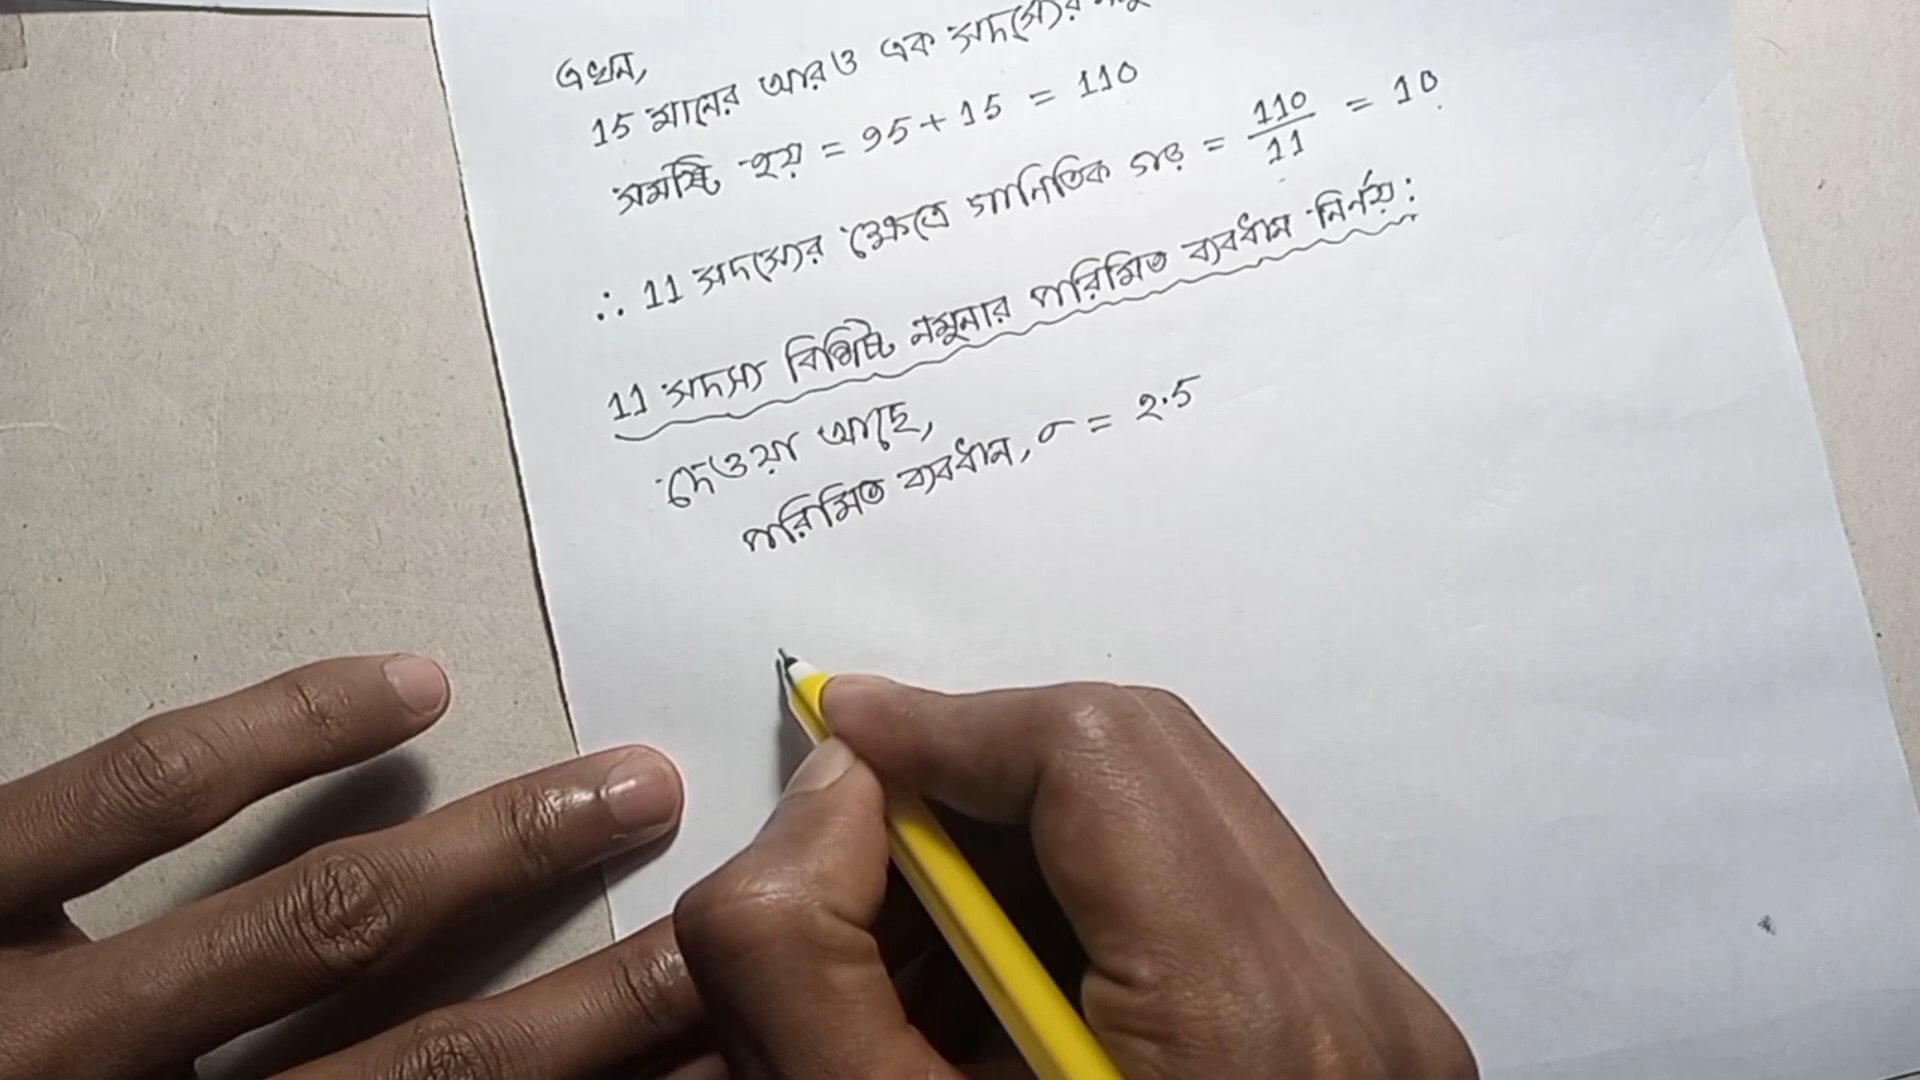 এখন,
15 মানের আরও এক সদস্যের
সমষ্টি হয় = 95 + 15 = 110
∴ 11 সদস্যের ক্ষেত্রে গানিতিক গড় = 110/11 = 10
11 সদস্য বিশিষ্ট নমুনার পরিমিত ব্যবধান নির্ণয় :
দেওয়া আছে,
পরিমিত ব্যবধান, σ = 2.5